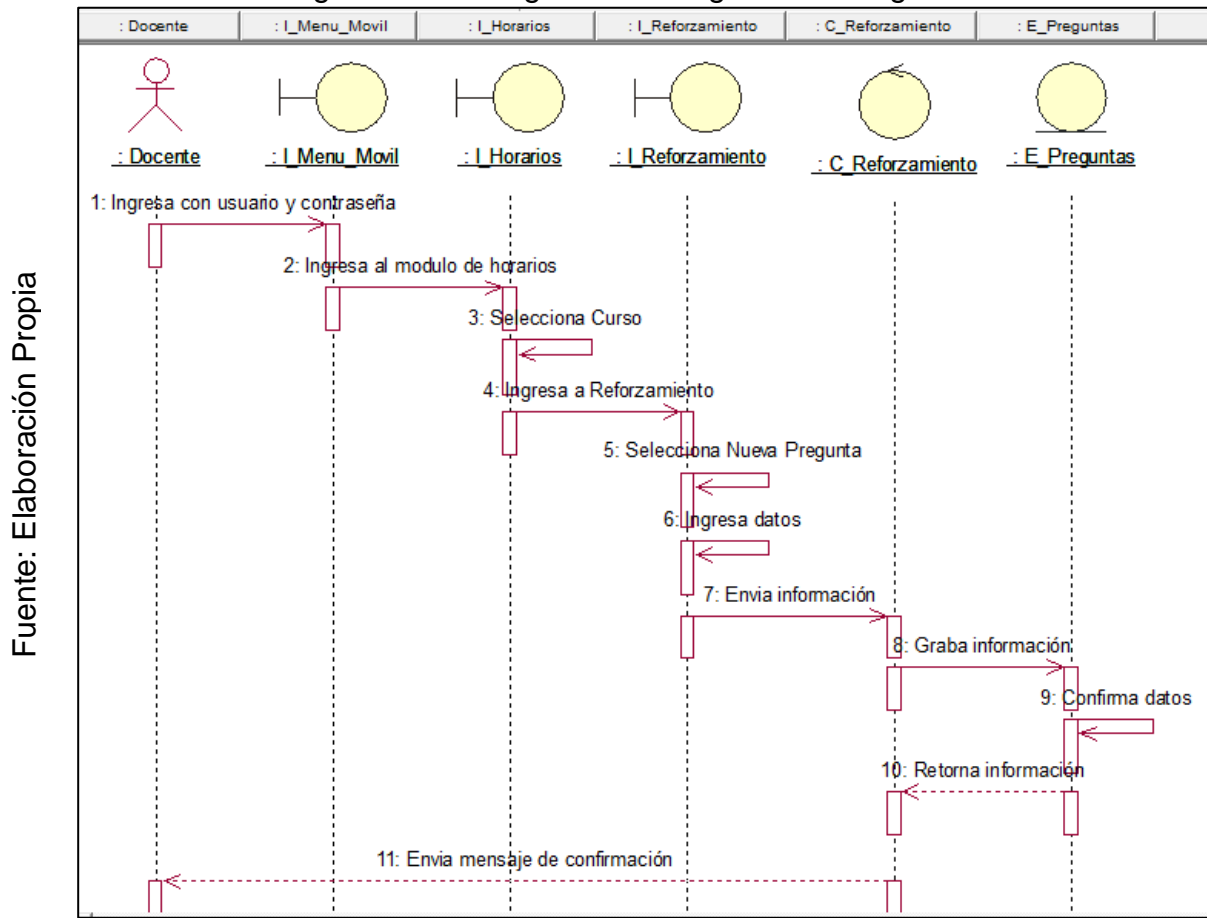 : Docente
: I_Menu_Movil
: I_Horarios
: I_Reforzamiento
: C_Reforzamiento
: E_Preguntas
: Docente
: I_Menu_Movil
: I_Horarios
: I_Reforzamiento
: C_Reforzamiento
: E_Preguntas
1: Ingresa con usuario y contraseña
2: Ingresa al modulo de horarios
3: Selecciona Curso
4: Ingresa a Reforzamiento
5: Selecciona Nueva Pregunta
6: Ingresa datos
7: Envia información
8: Graba información
9: Confirma datos
10: Retorna información
11: Envia mensaje de confirmación
Fuente: Elaboración Propia